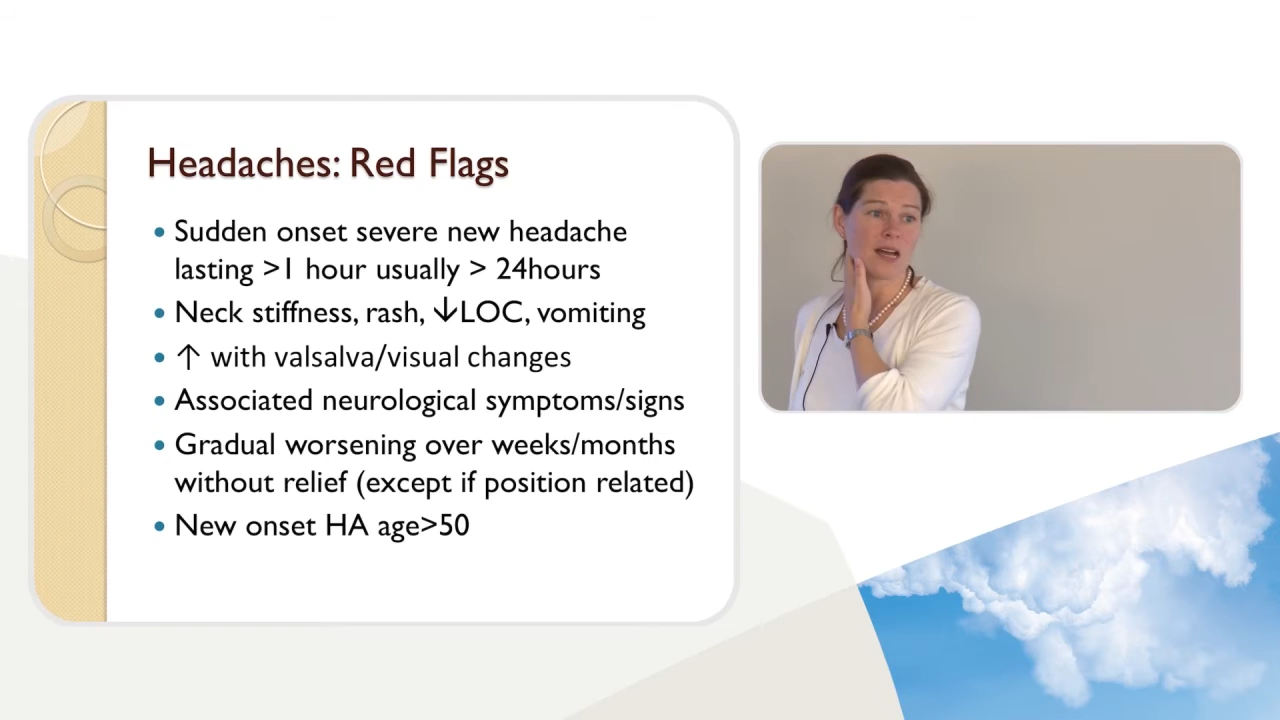 Headaches: Red Flags
• Sudden onset severe new headache
lasting >1 hour usually > 24hours
• Neck stiffness, rash, ↓LOC, vomiting
• ↑ with valsalva/visual changes
• Associated neurological symptoms/signs
• Gradual worsening over weeks/months
without relief (except if position related)
• New onset HA age>50